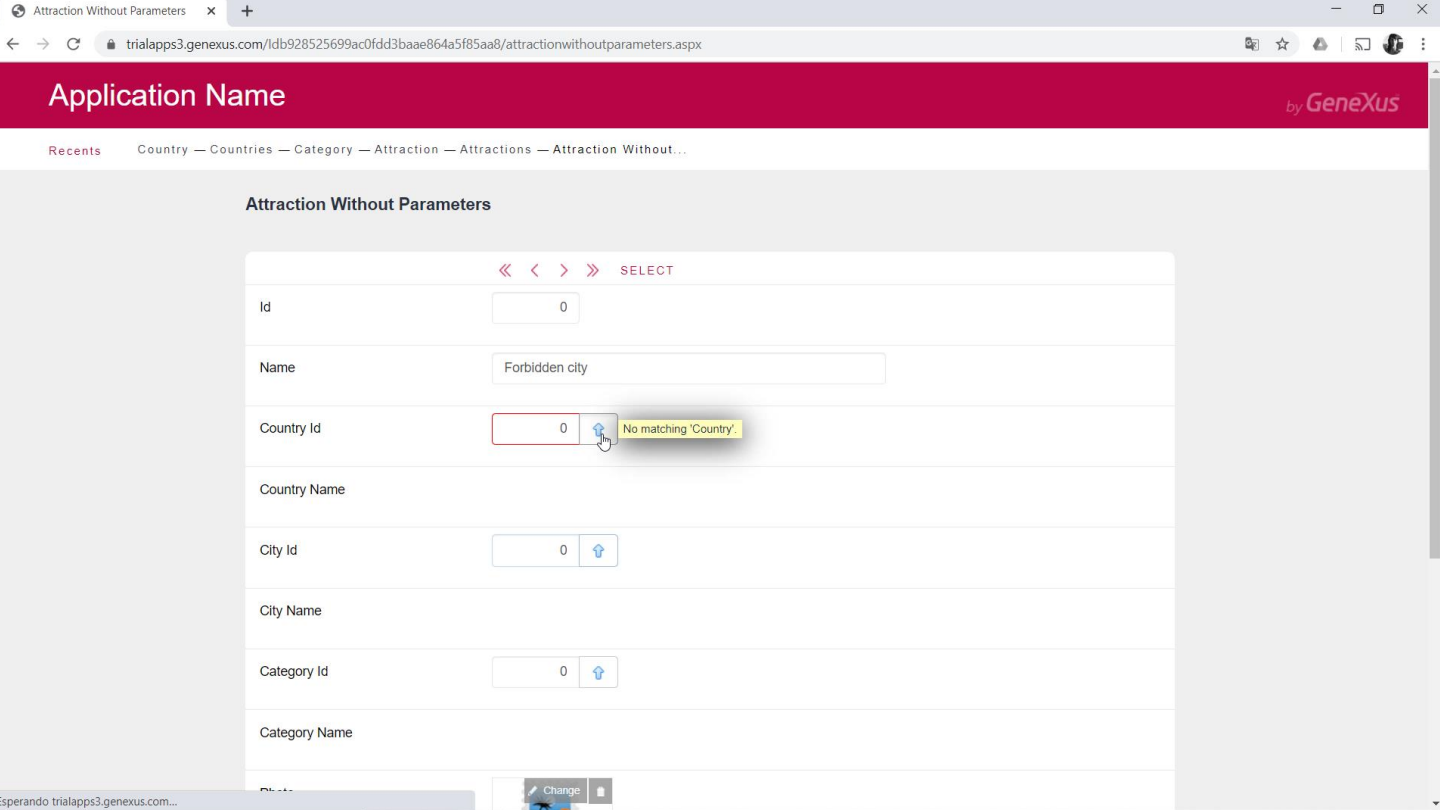 Attraction Without Parameters
trialapps3.genexus.com/Idb928525699ac0fdd3baae864a5f85aa8/attractionwithoutparameters.aspx
Application Name
by GeneXus
Recents Country — Countries — Category — Attraction — Attractions — Attraction Without...
Attraction Without Parameters
SELECT
Id 0
Name Forbidden city
Country Id 0 No matching 'Country'.
Country Name
City Id 0
City Name
Category Id 0
Category Name
Photo Change
Esperando trialapps3.genexus.com...